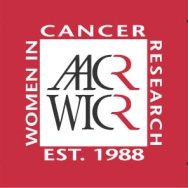 WOMEN IN
CANCER
RESEARCH
AACR
WICR
EST. 1988